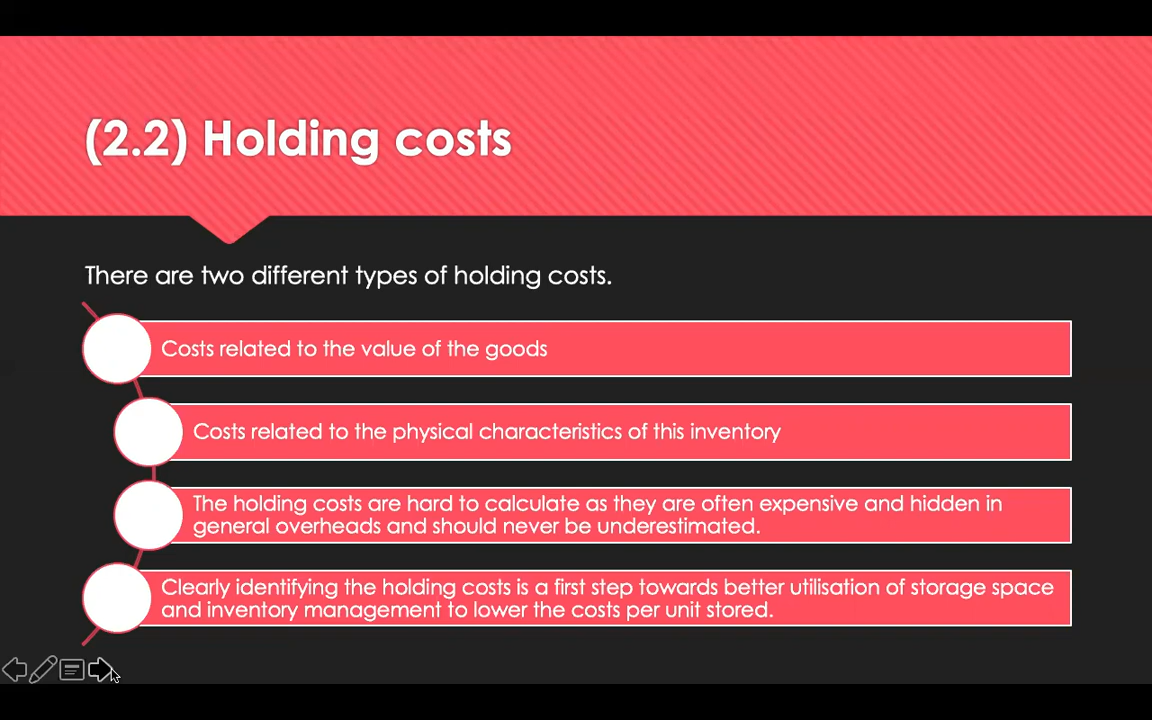 (2.2) Holding costs
There are two different types of holding costs.
Costs related to the value of the goods
Costs related to the physical characteristics of this inventory
The holding costs are hard to calculate as they are often expensive and hidden in
general overheads and should never be underestimated.
Clearly identifying the holding costs is a first step towards better utilisation of storage space
and inventory management to lower the costs per unit stored.